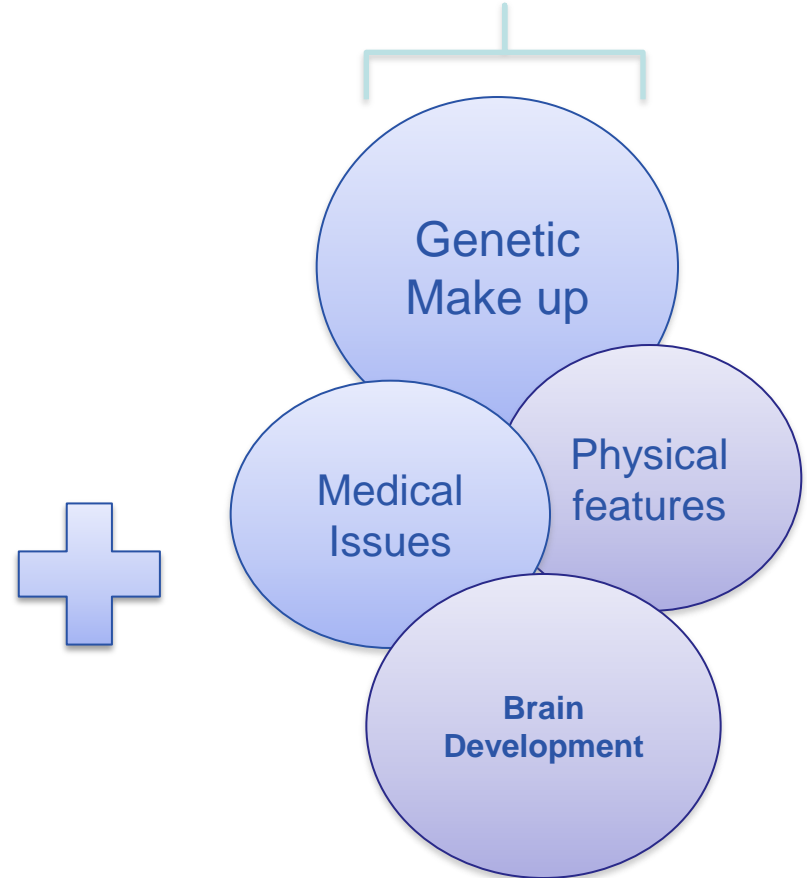 Genetic
Make up
Physical
features
Medical
Issues
Brain
Development